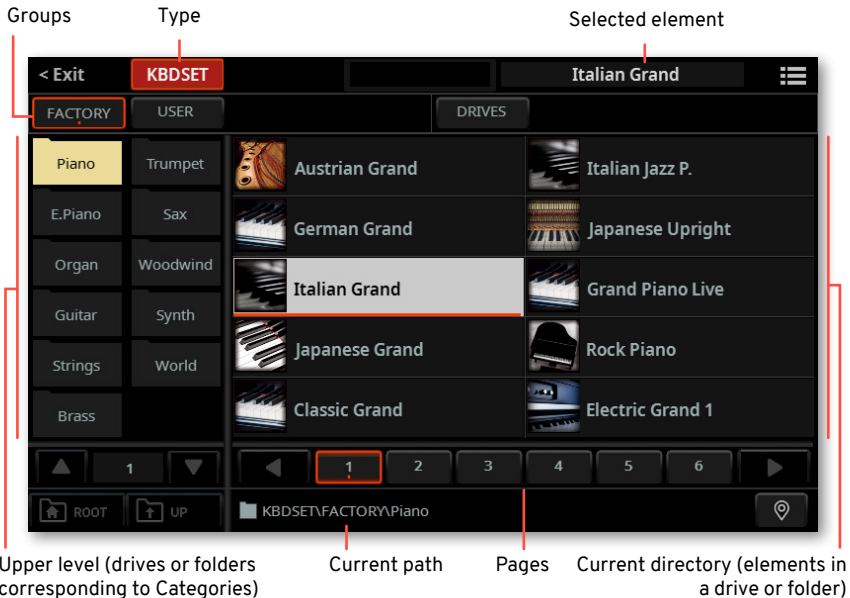 Groups
Type
Selected element
< Exit
KBDSET
Italian Grand
FACTORY
USER
DRIVES
Piano
Trumpet
E.Piano
Sax
Organ
Woodwind
Guitar
Synth
Strings
World
Brass
Austrian Grand
Italian Jazz P.
German Grand
Japanese Upright
Italian Grand
Grand Piano Live
Japanese Grand
Rock Piano
Classic Grand
Electric Grand 1
1
1
2
3
4
5
6
ROOT
UP
KBDSET\FACTORY\Piano
Upper level (drives or folders
corresponding to Categories)
Current path
Pages
Current directory (elements in
a drive or folder)